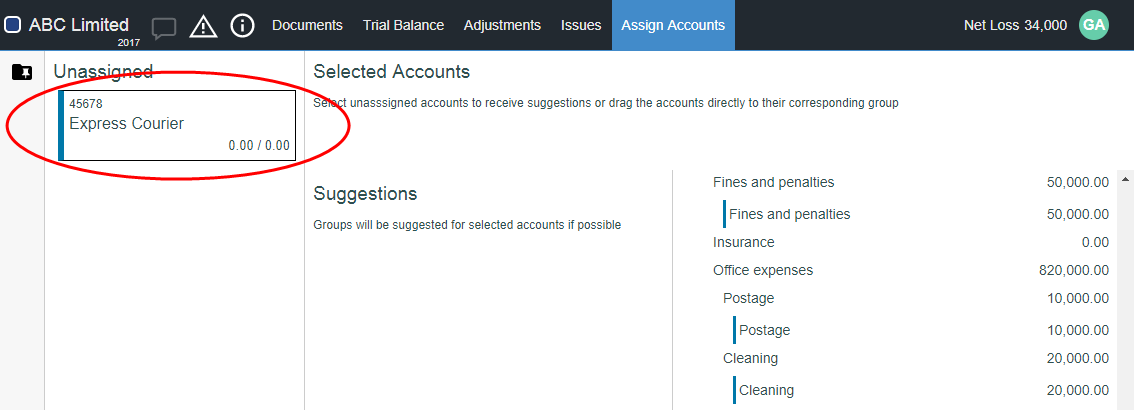 ABC Limited
2017
Documents
Trial Balance
Adjustments
Issues
Assign Accounts
Net Loss 34,000
GA
Unassigned
45678
Express Courier
0.00 / 0.00
Selected Accounts
Select unasssigned accounts to receive suggestions or drag the accounts directly to their corresponding group
Suggestions
Groups will be suggested for selected accounts if possible
Fines and penalties 50,000.00
Fines and penalties 50,000.00
Insurance 0.00
Office expenses 820,000.00
Postage 10,000.00
Postage 10,000.00
Cleaning 20,000.00
Cleaning 20,000.00